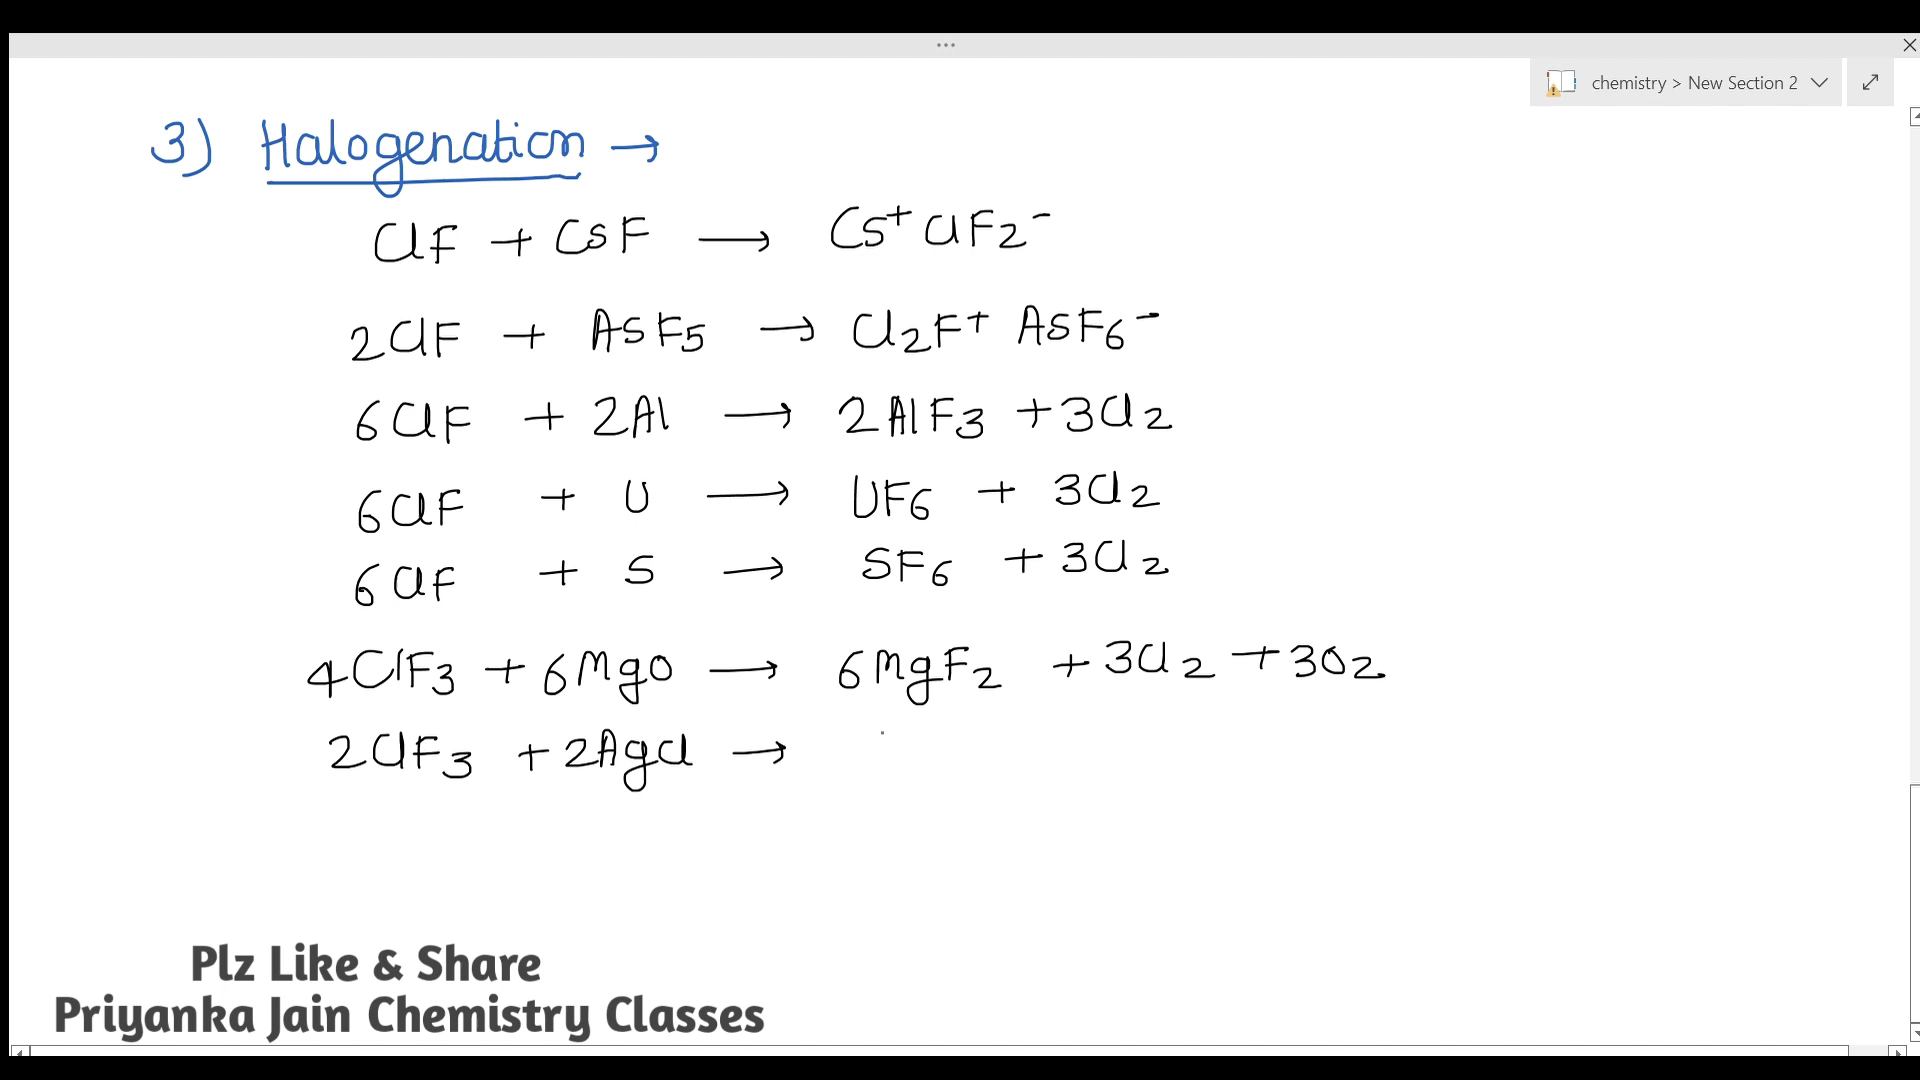 ...
chemistry > New Section 2
3) Halogenation →
ClF + CsF → Cs⁺ClF₂⁻
2ClF + AsF₅ → Cl₂F⁺ AsF₆⁻
6ClF + 2Al → 2AlF₃ + 3Cl₂
6ClF + U → UF₆ + 3Cl₂
6ClF + S → SF₆ + 3Cl₂
4ClF₃ + 6MgO → 6MgF₂ + 3Cl₂ + 3O₂
2ClF₃ + 2AgCl →
Plz Like & Share
Priyanka Jain Chemistry Classes